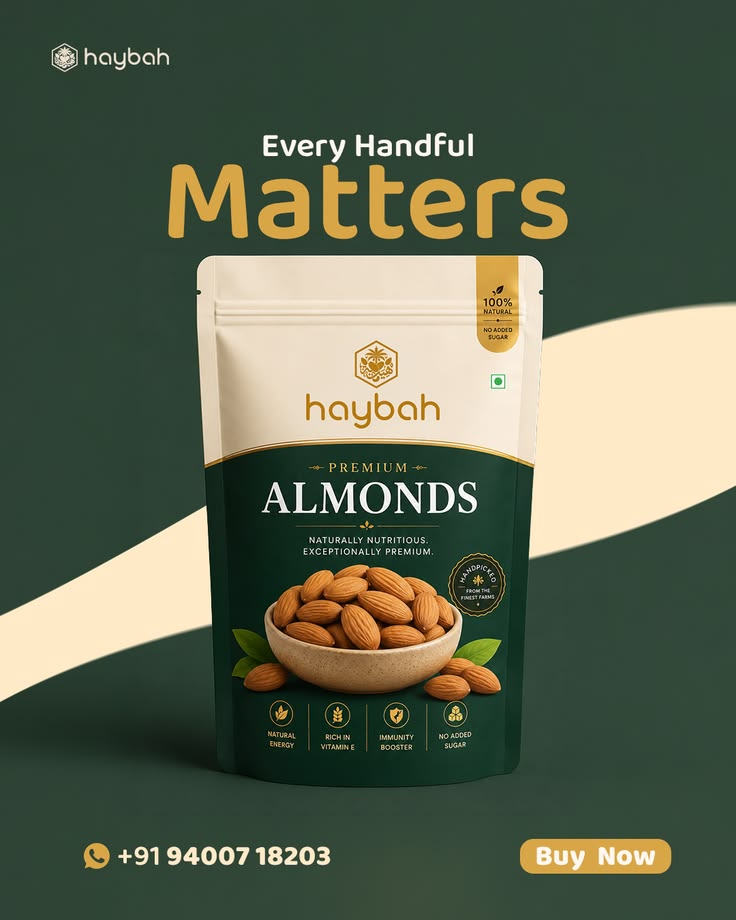 haybah
Every Handful
Matters
100%
NATURAL
NO ADDED
SUGAR
haybah
PREMIUM
ALMONDS
NATURALLY NUTRITIOUS.
EXCEPTIONALLY PREMIUM.
HANDPICKED
FROM THE
FINEST FARMS
NATURAL
ENERGY
RICH IN
VITAMIN E
IMMUNITY
BOOSTER
NO ADDED
SUGAR
+91 94007 18203
Buy Now